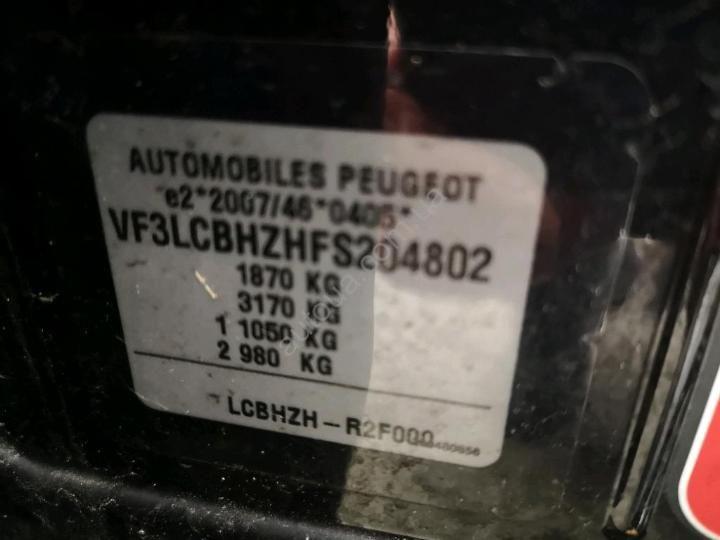 AUTOMOBILES PEUGEOT
e2*2007/46*0405*
VF3LCBHZHFS204802
1870 KG
3170 KG
1 1050 KG
2 980 KG
LCBHZH-R2F000